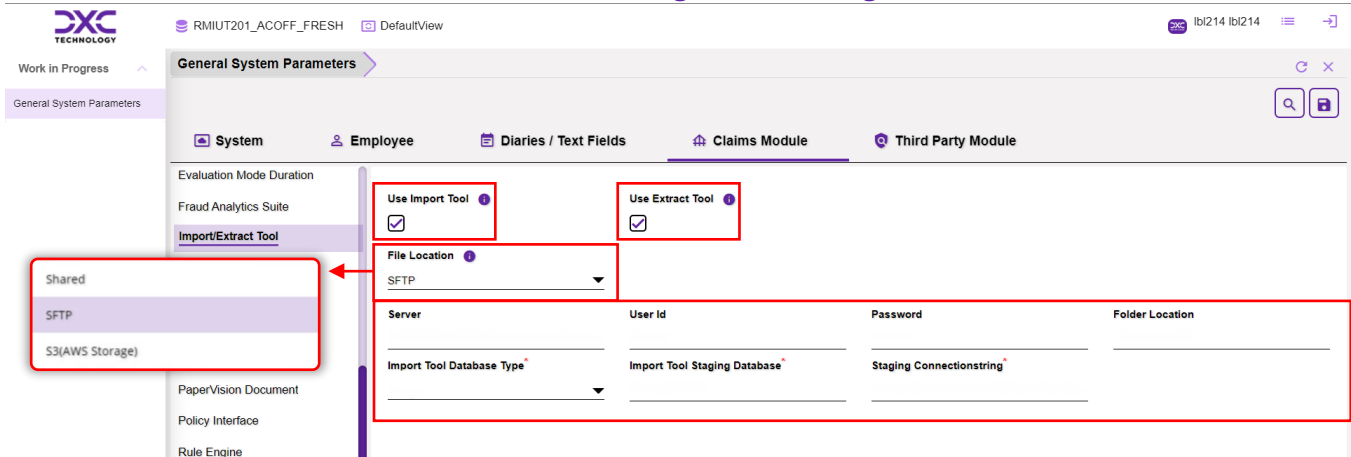 DXC
TECHNOLOGY
RMIUT201_ACOFF_FRESH
DefaultView
DXC
lbl214 lbl214
Work in Progress
General System Parameters
General System Parameters
System
Employee
Diaries / Text Fields
Claims Module
Third Party Module
Evaluation Mode Duration
Fraud Analytics Suite
Import/Extract Tool
Shared
SFTP
S3(AWS Storage)
PaperVision Document
Policy Interface
Rule Engine
Use Import Tool
Use Extract Tool
File Location
SFTP
Server
User Id
Password
Folder Location
Import Tool Database Type*
Import Tool Staging Database*
Staging Connectionstring*